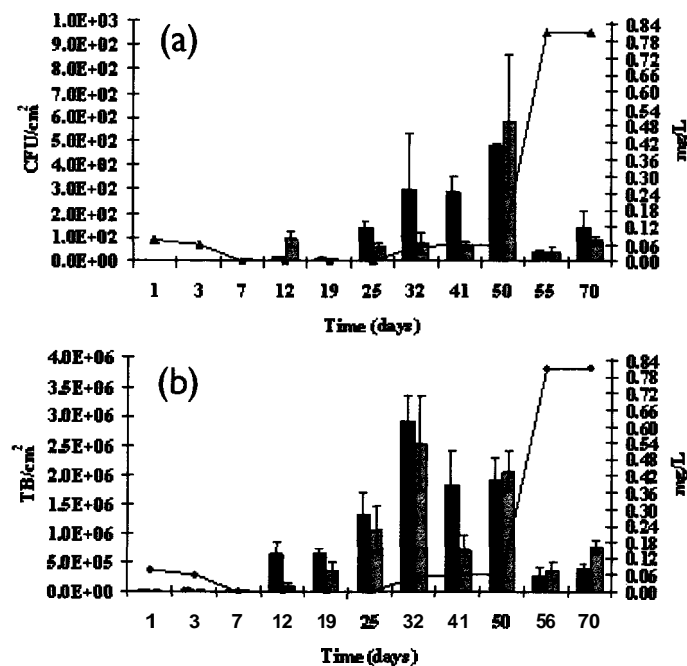 (a)
1.0E+03
9.0E+02
8.0E+02
7.0E+02
6.0E+02
5.0E+02
4.0E+02
3.0E+02
2.0E+02
1.0E+02
0.0E+00
CFU/cm²
0.84
0.78
0.72
0.66
0.60
0.54
0.48
0.42
0.36
0.30
0.24
0.18
0.12
0.06
0.00
mg/L
1 3 7 12 19 25 32 41 50 55 70
Time (days)
(b)
4.0E+06
3.5E+06
3.0E+06
2.5E+06
2.0E+06
1.5E+06
1.0E+06
5.0E+05
0.0E+00
TB/cm²
0.84
0.78
0.72
0.66
0.60
0.54
0.48
0.42
0.36
0.30
0.24
0.18
0.12
0.06
0.00
mg/L
1 3 7 12 19 25 32 41 50 56 70
Time (days)